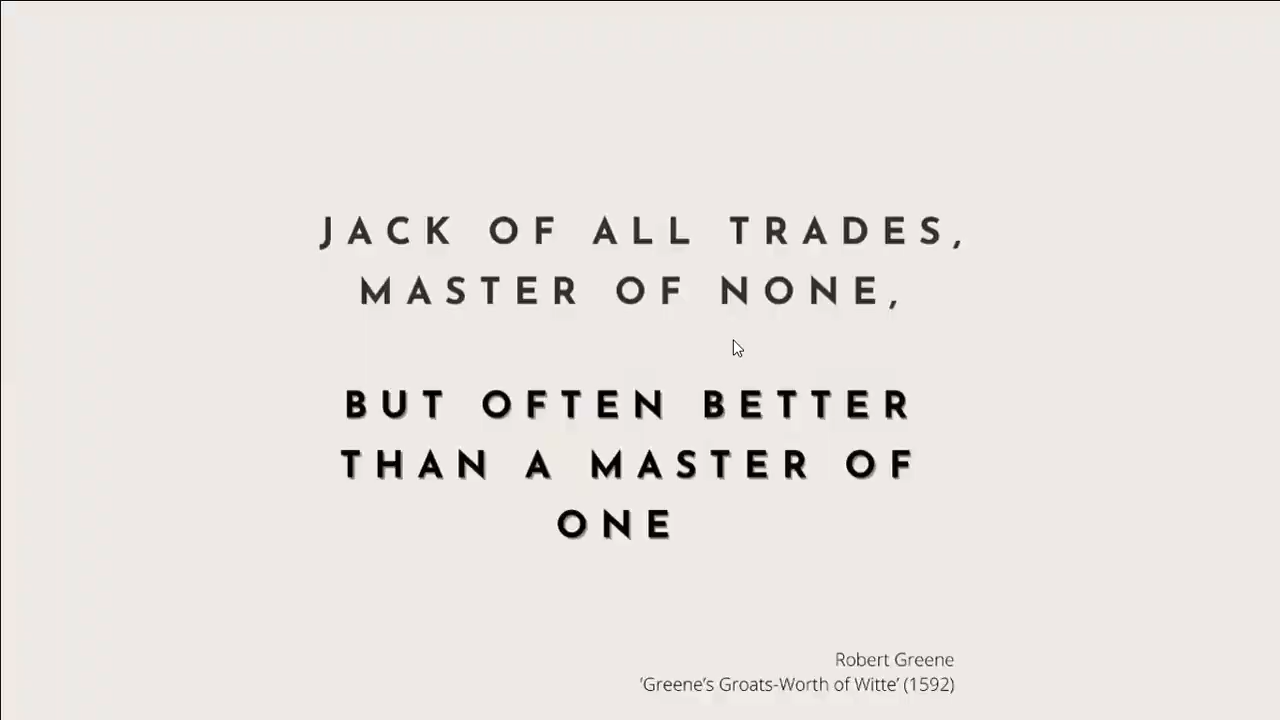 JACK OF ALL TRADES,
MASTER OF NONE,
BUT OFTEN BETTER
THAN A MASTER OF
ONE
Robert Greene
‘Greene’s Groats-Worth of Witte’ (1592)